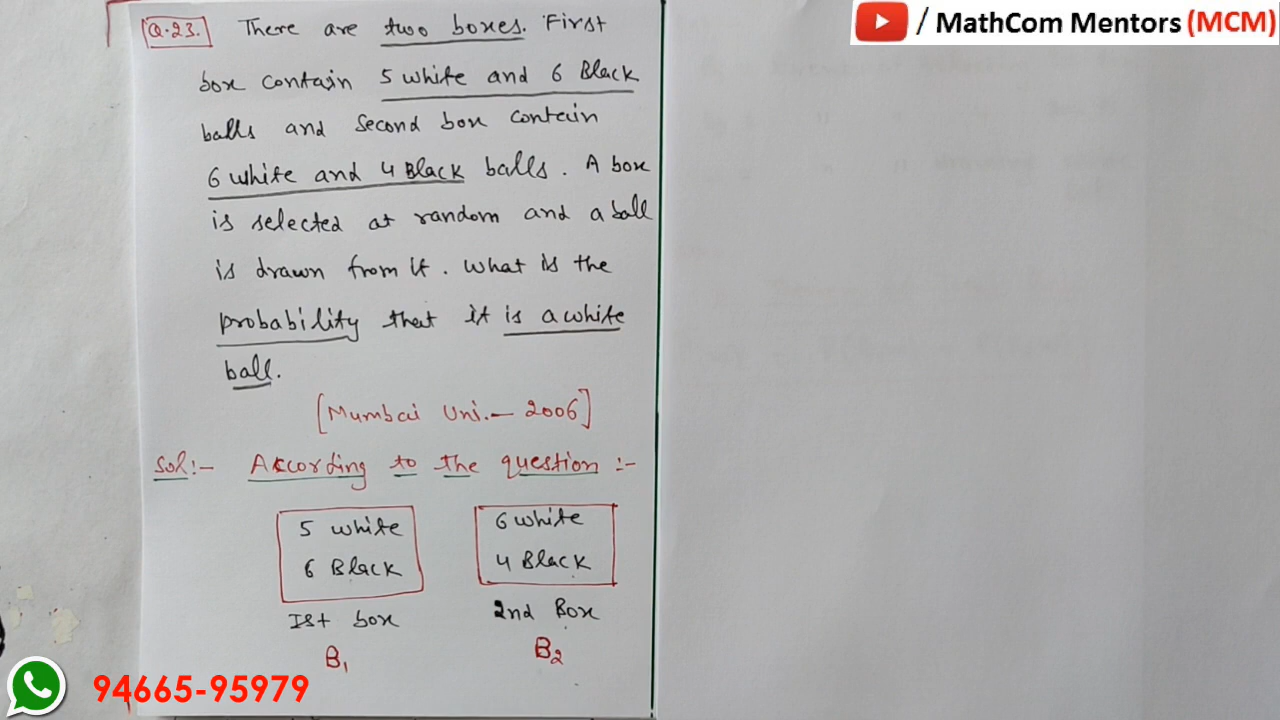 / MathCom Mentors (MCM)
Q.23. There are two boxes. First
box contain 5 white and 6 Black
balls and second box contain
6 white and 4 Black balls. A box
is selected at random and a ball
is drawn from it. What is the
probability that it is a white
ball.
[Mumbai Uni. – 2006]
Sol:- According to the question :-
5 white
6 Black
Ist box
B1
6 white
4 Black
2nd Box
B2
94665-95979